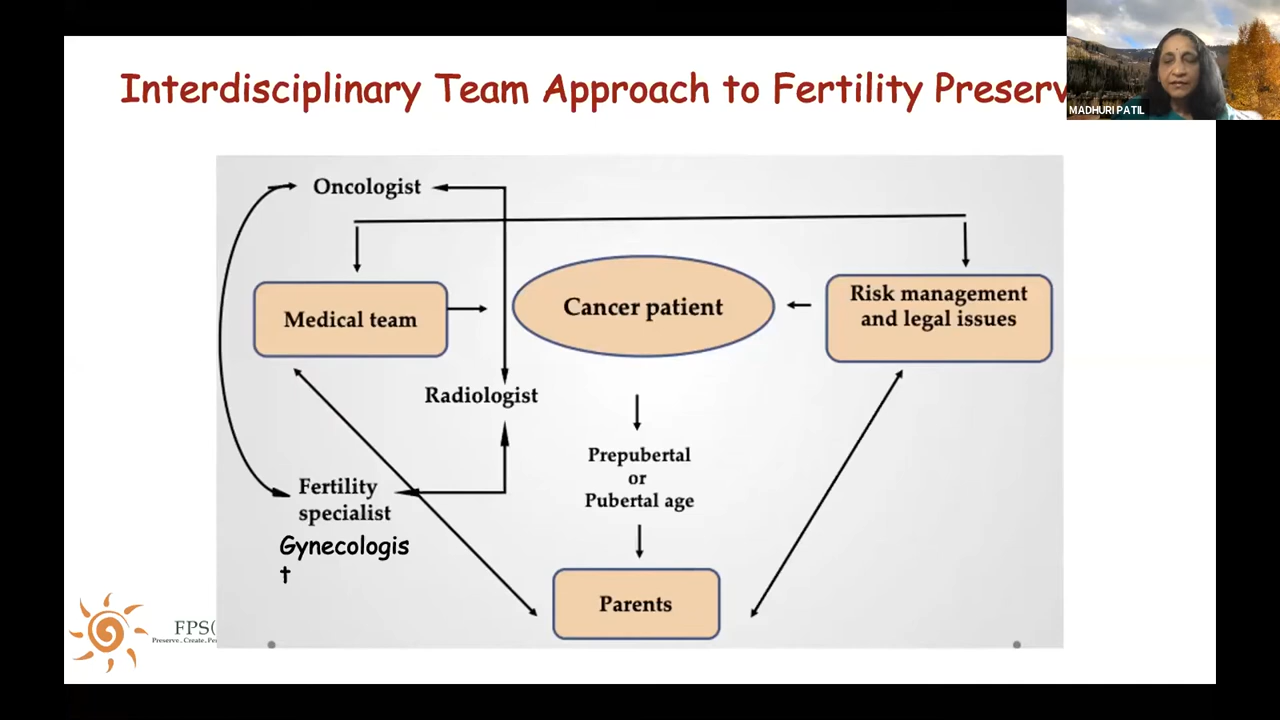 Interdisciplinary Team Approach to Fertility Preserv
MADHURI PATIL
Oncologist
Medical team
Cancer patient
Risk management
and legal issues
Radiologist
Prepubertal
or
Pubertal age
Fertility
specialist
Gynecologis
t
Parents
FPS(
Preserve . Create . Pe